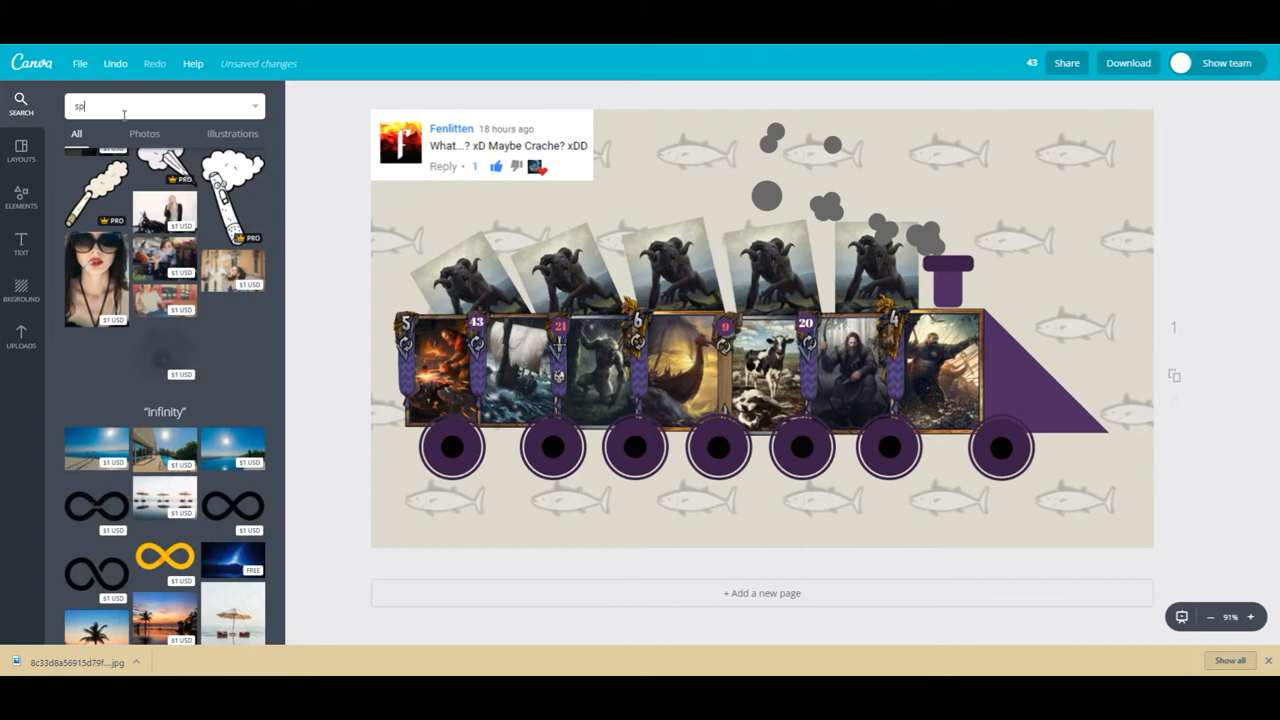 Canva File Undo Redo Help Unsaved changes 43 Share Download Show team
SEARCH
LAYOUTS
ELEMENTS
TEXT
BKGROUND
UPLOADS
sp
All Photos Illustrations
$1 USD
PRO
PRO
$1 USD
PRO
$1 USD
$1 USD
$1 USD
$1 USD
$1 USD
"infinity"
$1 USD $1 USD $1 USD
$1 USD
$1 USD $1 USD
$1 USD FREE
$1 USD
$1 USD
Fenlitten 18 hours ago
What...? xD Maybe Crache? xDD
Reply • 1
5 43 21 6 9 20 4
1
+ Add a new page
91%
8c33d8a56915d79f....jpg
Show all